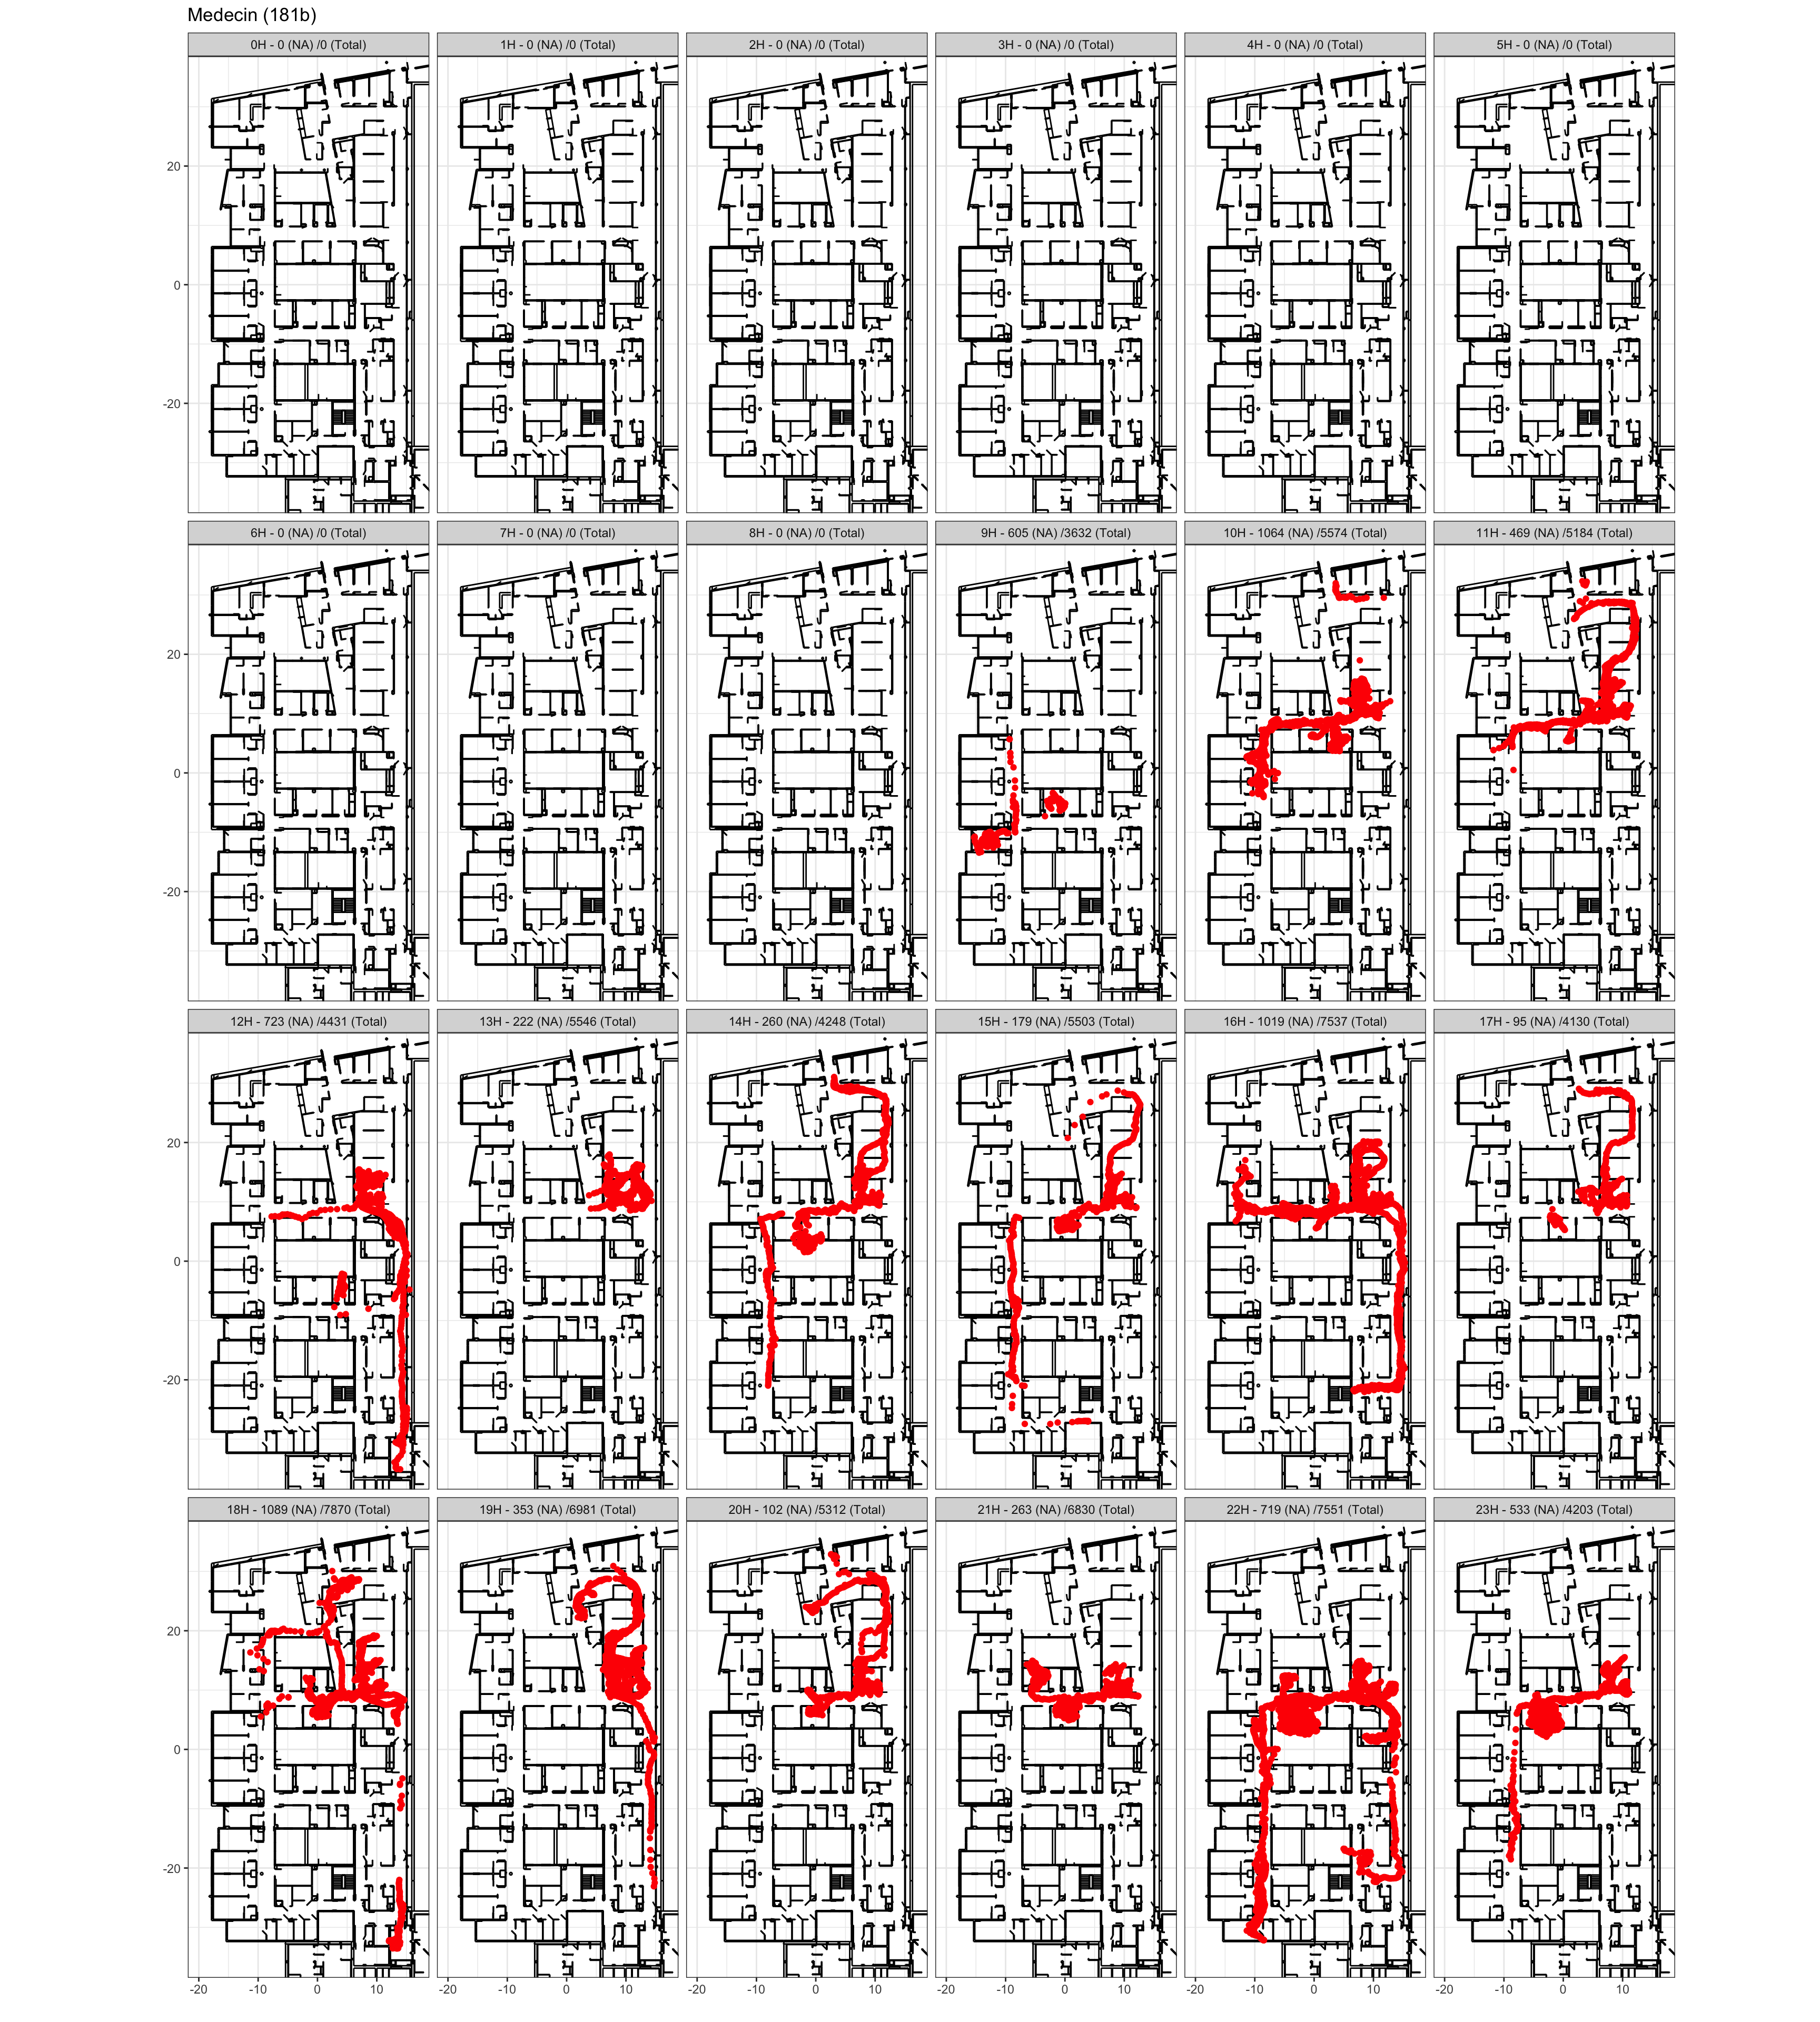 Medecin (181b)
0H - 0 (NA) /0 (Total) 1H - 0 (NA) /0 (Total) 2H - 0 (NA) /0 (Total) 3H - 0 (NA) /0 (Total) 4H - 0 (NA) /0 (Total) 5H - 0 (NA) /0 (Total)
20
0
-20
6H - 0 (NA) /0 (Total) 7H - 0 (NA) /0 (Total) 8H - 0 (NA) /0 (Total) 9H - 605 (NA) /3632 (Total) 10H - 1064 (NA) /5574 (Total) 11H - 469 (NA) /5184 (Total)
20
0
-20
12H - 723 (NA) /4431 (Total) 13H - 222 (NA) /5546 (Total) 14H - 260 (NA) /4248 (Total) 15H - 179 (NA) /5503 (Total) 16H - 1019 (NA) /7537 (Total) 17H - 95 (NA) /4130 (Total)
20
0
-20
18H - 1089 (NA) /7870 (Total) 19H - 353 (NA) /6981 (Total) 20H - 102 (NA) /5312 (Total) 21H - 263 (NA) /6830 (Total) 22H - 719 (NA) /7551 (Total) 23H - 533 (NA) /4203 (Total)
20
0
-20
-20 -10 0 10 -20 -10 0 10 -20 -10 0 10 -20 -10 0 10 -20 -10 0 10 -20 -10 0 10